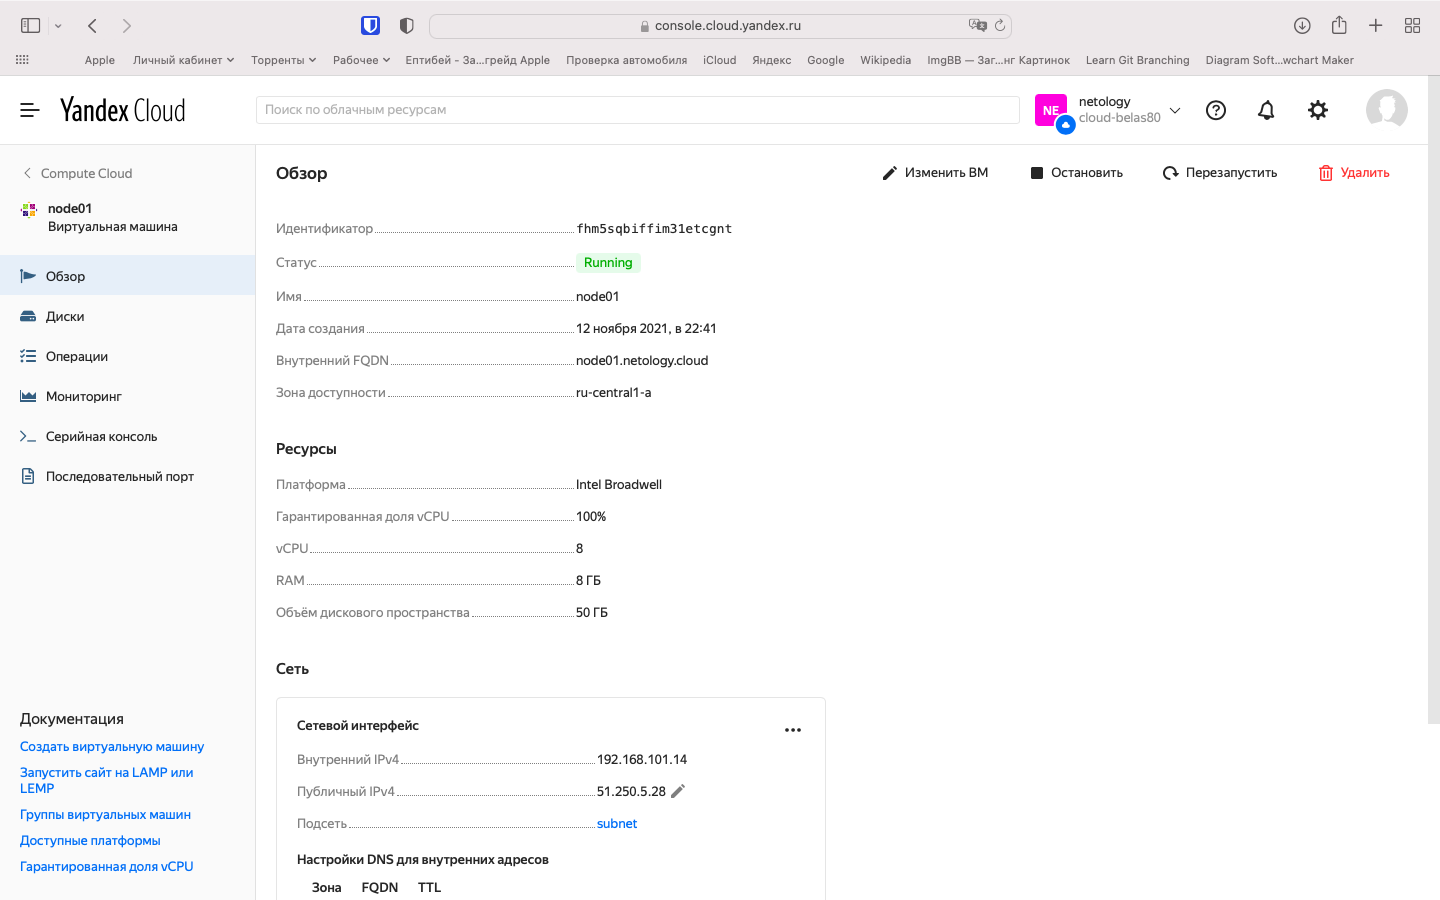 console.cloud.yandex.ru
Apple
Личный кабинет
Торренты
Рабочее
Ептибей - За...грейд Apple
Проверка автомобиля
iCloud
Яндекс
Google
Wikipedia
ImgBB — Заг...нг Картинок
Learn Git Branching
Diagram Soft...wchart Maker
Yandex Cloud
Поиск по облачным ресурсам
NE
netology
cloud-belas80
Compute Cloud
node01
Виртуальная машина
Обзор
Диски
Операции
Мониторинг
Серийная консоль
Последовательный порт
Документация
Создать виртуальную машину
Запустить сайт на LAMP или
LEMP
Группы виртуальных машин
Доступные платформы
Гарантированная доля vCPU
Обзор
Изменить ВМ
Остановить
Перезапустить
Удалить
Идентификатор fhm5sqbiffim31etcgnt
Статус Running
Имя node01
Дата создания 12 ноября 2021, в 22:41
Внутренний FQDN node01.netology.cloud
Зона доступности ru-central1-a
Ресурсы
Платформа Intel Broadwell
Гарантированная доля vCPU 100%
vCPU 8
RAM 8 ГБ
Объём дискового пространства 50 ГБ
Сеть
Сетевой интерфейс
Внутренний IPv4 192.168.101.14
Публичный IPv4 51.250.5.28
Подсеть subnet
Настройки DNS для внутренних адресов
Зона FQDN TTL